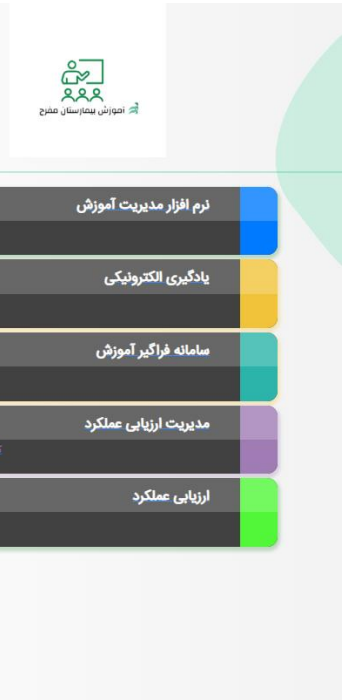 آموزش بیمارستان مفرح
نرم افزار مدیریت آموزش
یادگیری الکترونیکی
سامانه فراگیر آموزش
مدیریت ارزیابی عملکرد
ارزیابی عملکرد